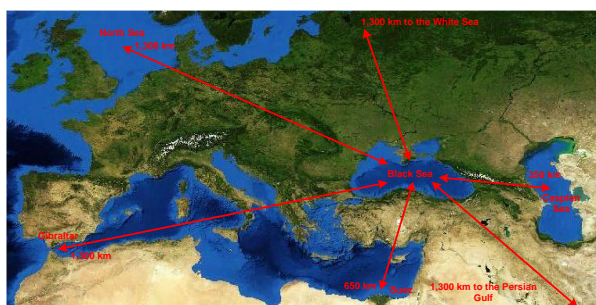 1,300 km to the White Sea
North Sea
1,300 km
Black Sea
Caspian
Sea
Gibraltar
1,300 km
650 km
Suez
1,300 km to the Persian
Gulf